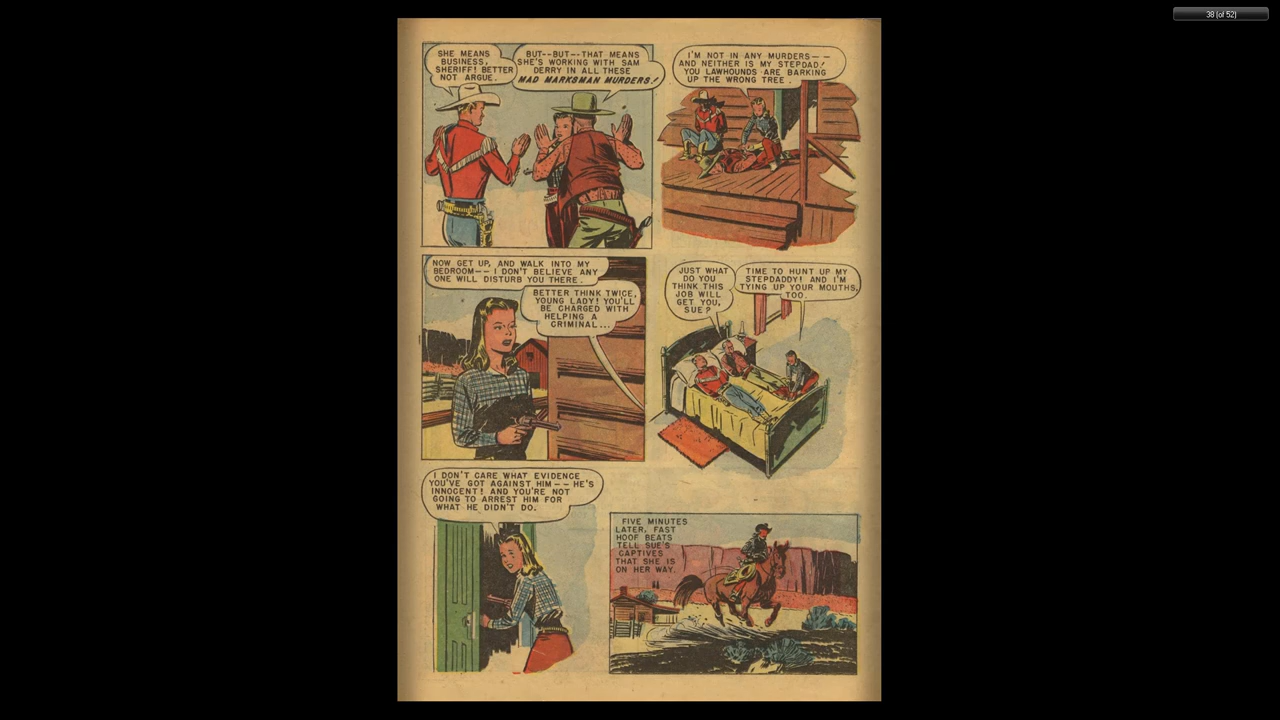 38 (of 52)
SHE MEANS
BUSINESS,
SHERIFF! BETTER
NOT ARGUE.
BUT--BUT--THAT MEANS
SHE'S WORKING WITH SAM
DERRY IN ALL THESE
MAD MARKSMAN MURDERS!
I'M NOT IN ANY MURDERS--
AND NEITHER IS MY STEPDAD!
YOU LAWHOUNDS ARE BARKING
UP THE WRONG TREE.
NOW GET UP, AND WALK INTO MY
BEDROOM-- I DON'T BELIEVE ANY
ONE WILL DISTURB YOU THERE.
BETTER THINK TWICE,
YOUNG LADY! YOU'LL
BE CHARGED WITH
HELPING A
CRIMINAL...
JUST WHAT
DO YOU
THINK THIS
JOB WILL
GET YOU,
SUE?
TIME TO HUNT UP MY
STEPDADDY! AND I'M
TYING UP YOUR MOUTHS,
TOO.
I DON'T CARE WHAT EVIDENCE
YOU'VE GOT AGAINST HIM-- HE'S
INNOCENT! AND YOU'RE NOT
GOING TO ARREST HIM FOR
WHAT HE DIDN'T DO.
FIVE MINUTES
LATER, FAST
HOOF BEATS
TELL SUE'S
CAPTIVES
THAT SHE IS
ON HER WAY.